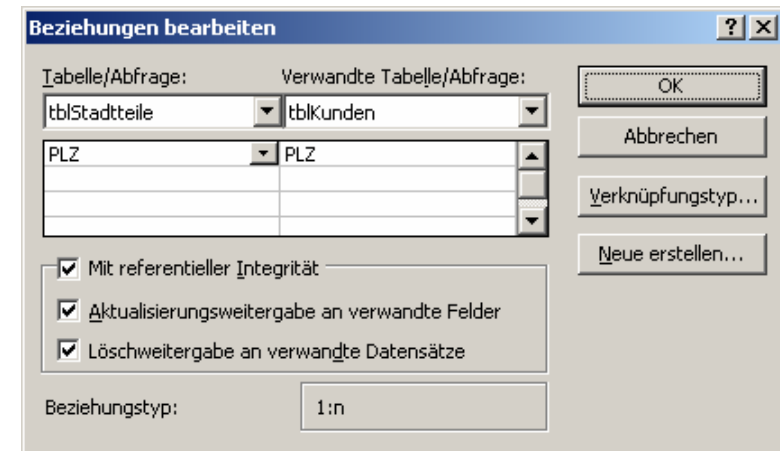 Beziehungen bearbeiten
Tabelle/Abfrage: Verwandte Tabelle/Abfrage:
tblStadtteile tblKunden
PLZ PLZ
Mit referentieller Integrität
Aktualisierungsweitergabe an verwandte Felder
Löschweitergabe an verwandte Datensätze
Beziehungstyp: 1:n
OK
Abbrechen
Verknüpfungstyp...
Neue erstellen...